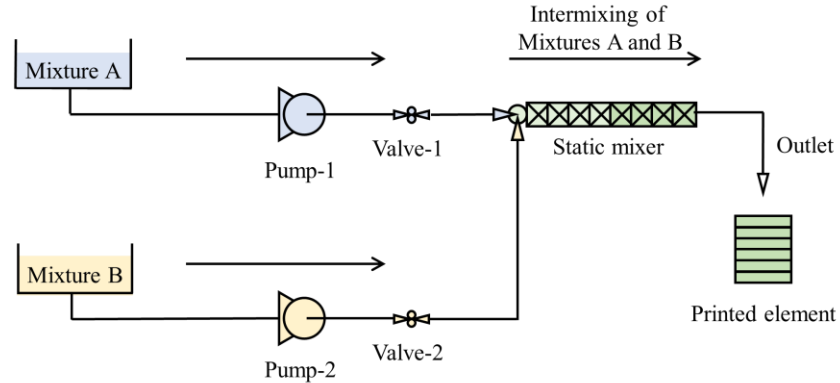 Intermixing of
Mixtures A and B
Mixture A
Pump-1
Valve-1
Static mixer
Outlet
Mixture B
Pump-2
Valve-2
Printed element